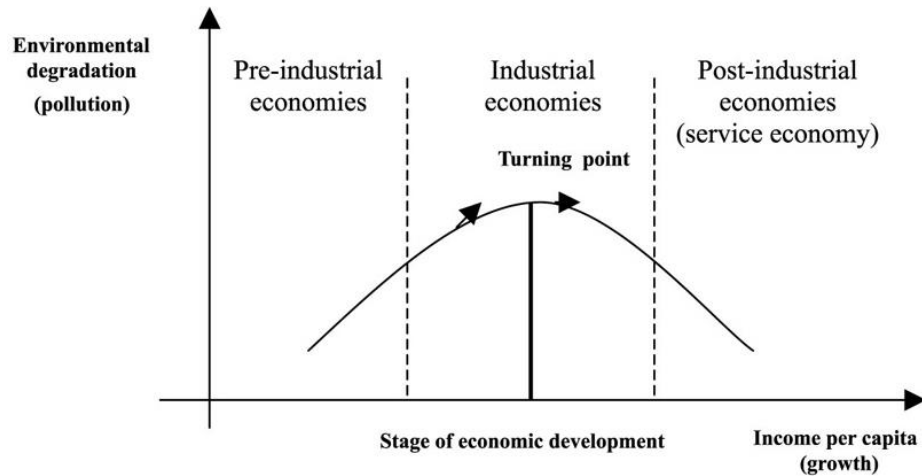 Environmental
degradation
(pollution)
Pre-industrial
economies
Industrial
economies
Post-industrial
economies
(service economy)
Turning point
Stage of economic development
Income per capita
(growth)